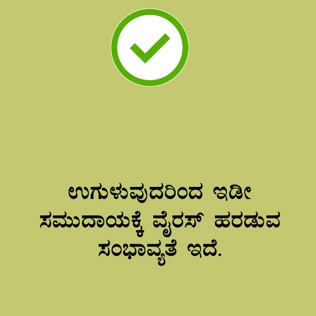 ಉಗುಳುವುದರಿಂದ ಇಡೀ
ಸಮುದಾಯಕ್ಕೆ ವೈರಸ್ ಹರಡುವ
ಸಂಭಾವ್ಯತೆ ಇದೆ.